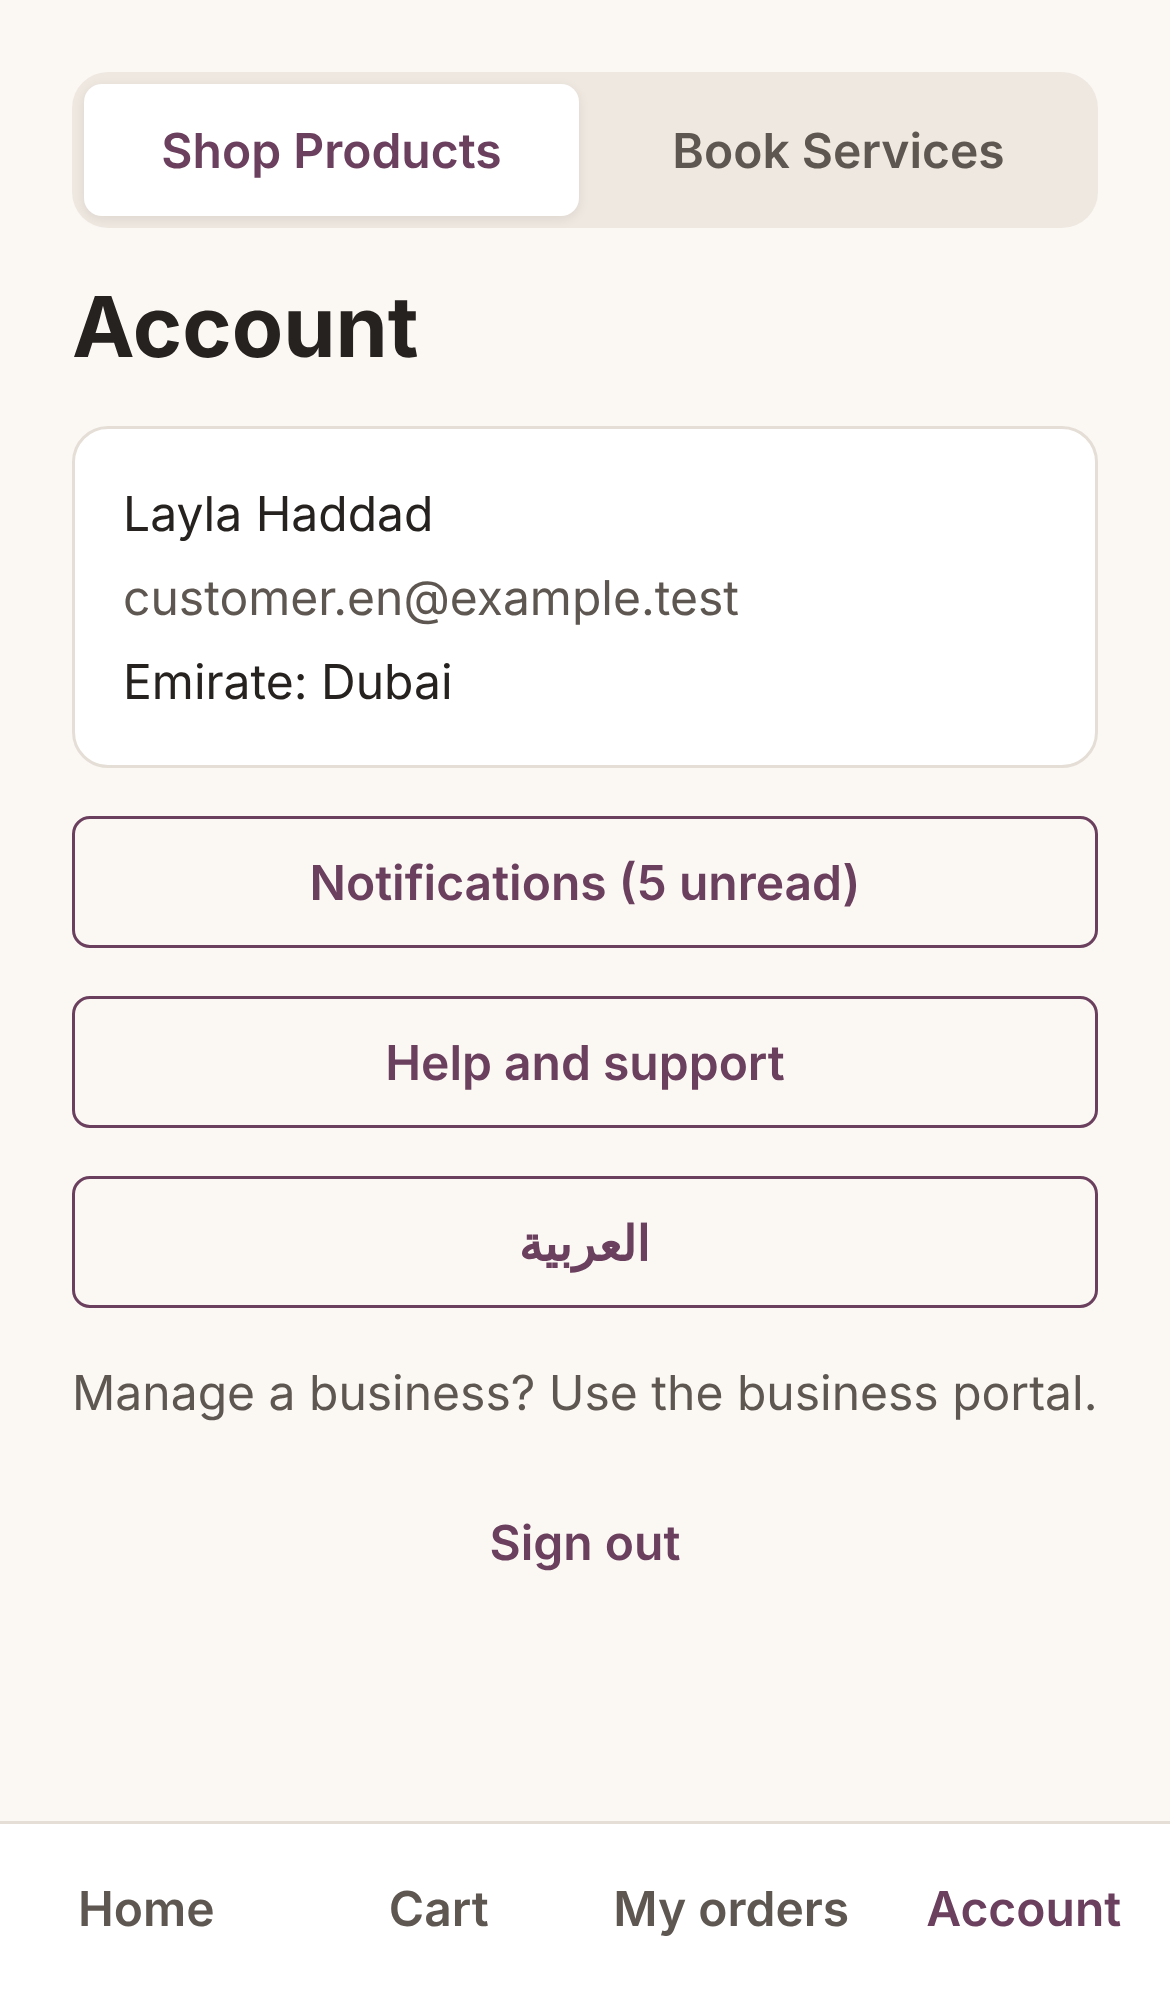 Shop Products
Book Services
Account
Layla Haddad
customer.en@example.test
Emirate: Dubai
Notifications (5 unread)
Help and support
العربية
Manage a business? Use the business portal.
Sign out
Home
Cart
My orders
Account